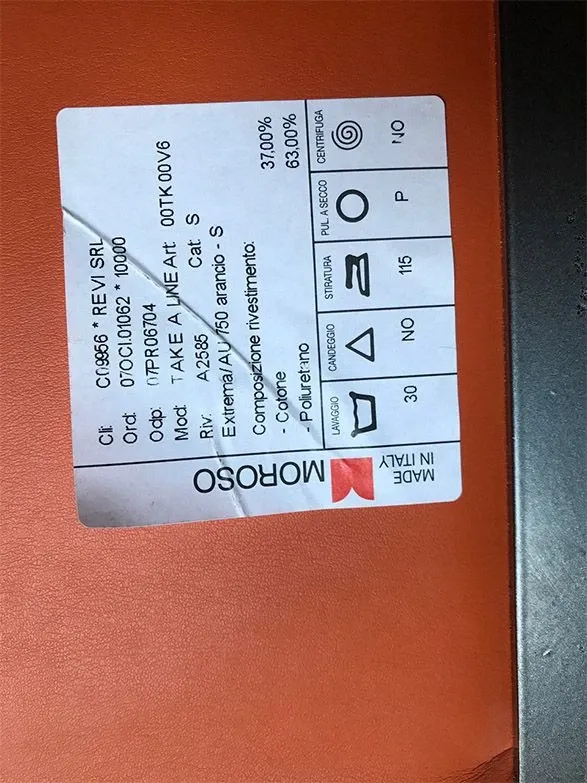 Cli: C09956 * REVI SRL
Ord: 07OCI.01062 * 10000
Odp: 07PR06704
Mod: TAKE A LINE Art 00TK00V6
Riv: A2585 Cat: S
Extrema/AU 750 arancio - S
Composizione rivestimento:
- Cotone 37,00%
- Poliuretano 63,00%
LAVAGGIO CANDEGGIO STIRATURA PUL. A SECCO CENTRIFUGA
30 NO 115 P NO
MOROSO
MADE
IN ITALY